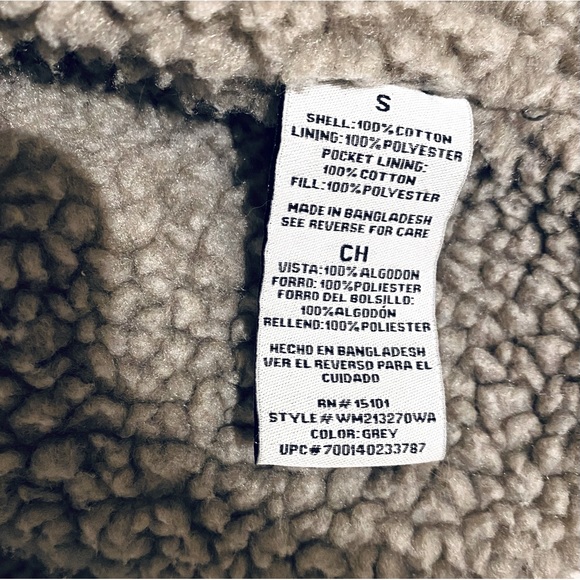 S
SHELL:100%COTTON
LINING:100%POLYESTER
POCKET LINING:
100%COTTON
FILL:100%POLYESTER
MADE IN BANGLADESH
SEE REVERSE FOR CARE
CH
VISTA:100%ALGODON
FORRO:100%POLIESTER
FORRO DEL BOLSILLO:
100%ALGODÓN
RELLENO:100%POLIESTER
HECHO EN BANGLADESH
VER EL REVERSO PARA EL
CUIDADO
RN# 15101
STYLE# WM213270WA
COLOR:GREY
UPC#700140233787